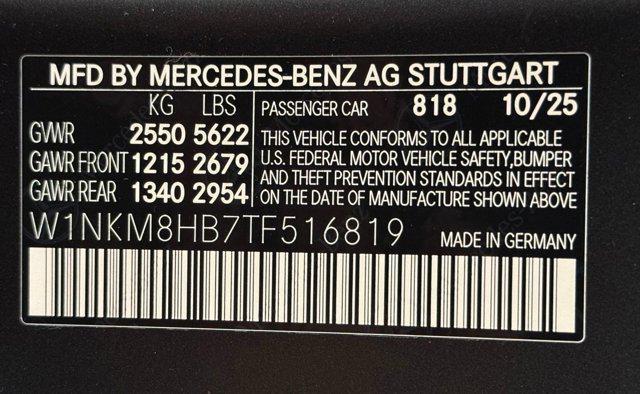 MFD BY MERCEDES-BENZ AG STUTTGART
KG LBS PASSENGER CAR 818 10/25
GVWR 2550 5622
GAWR FRONT 1215 2679
GAWR REAR 1340 2954
THIS VEHICLE CONFORMS TO ALL APPLICABLE
U.S. FEDERAL MOTOR VEHICLE SAFETY,BUMPER
AND THEFT PREVENTION STANDARDS IN EFFECT
ON THE DATE OF MANUFACTURE SHOWN ABOVE
W1NKM8HB7TF516819 MADE IN GERMANY